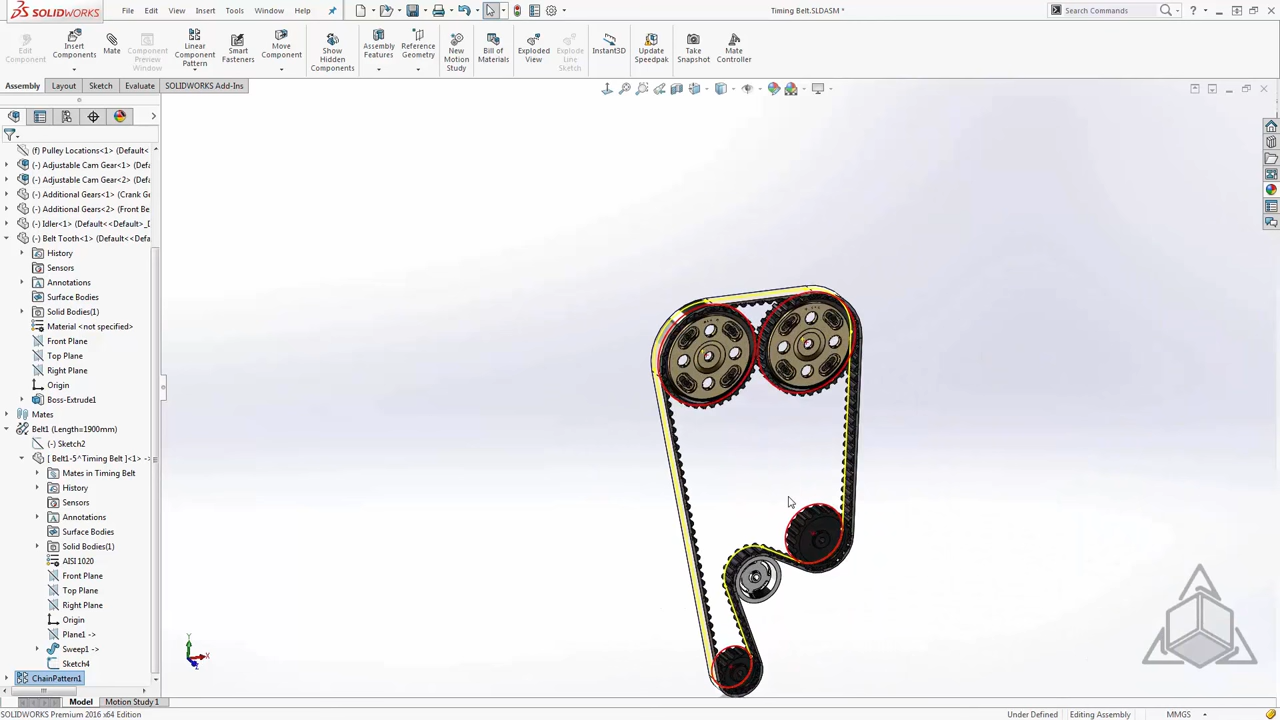 SOLIDWORKS File Edit View Insert Tools Window Help Timing Belt.SLDASM * Search Commands
Edit Component
Insert Components
Mate
Component Preview Window
Linear Component Pattern
Smart Fasteners
Move Component
Show Hidden Components
Assembly Features
Reference Geometry
New Motion Study
Bill of Materials
Exploded View
Explode Line Sketch
Instant3D
Update Speedpak
Take Snapshot
Mate Controller
Assembly Layout Sketch Evaluate SOLIDWORKS Add-Ins
(f) Pulley Locations<1> (Default<
(-) Adjustable Cam Gear<1> (Defa
(-) Adjustable Cam Gear<2> (Defa
(-) Additional Gears<1> (Crank Ge
(-) Additional Gears<2> (Front Be
(-) Idler<1> (Default<<Default>_D
(-) Belt Tooth<1> (Default<<Defau
History
Sensors
Annotations
Surface Bodies
Solid Bodies(1)
Material <not specified>
Front Plane
Top Plane
Right Plane
Origin
Boss-Extrude1
Mates
Belt1 (Length=1900mm)
(-) Sketch2
[ Belt1-5^Timing Belt ]<1> ->
Mates in Timing Belt
History
Sensors
Annotations
Surface Bodies
Solid Bodies(1)
AISI 1020
Front Plane
Top Plane
Right Plane
Origin
Plane1 ->
Sweep1 ->
Sketch4
ChainPattern1
Y
X
Z
Model Motion Study 1
SOLIDWORKS Premium 2016 x64 Edition Under Defined Editing Assembly MMGS